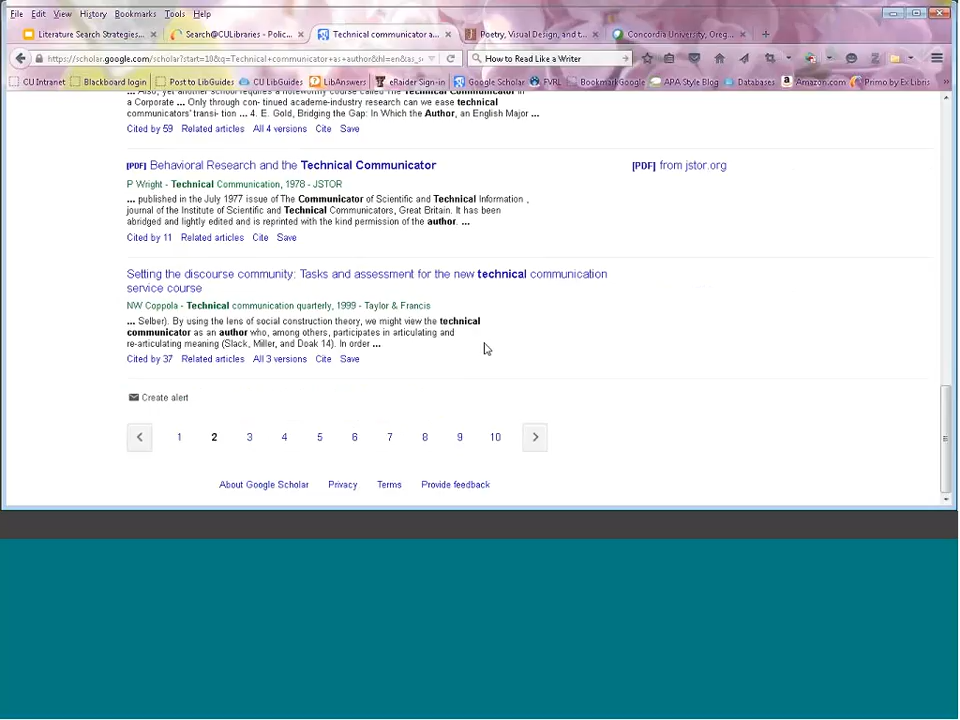 File Edit View History Bookmarks Tools Help
Literature Search Strategies... × Search@CULibraries - Polic... × Technical communicator a... × Poetry, Visual Design, and t... × Concordia University, Oreg... × +
https://scholar.google.com/scholar?start=10&q=Technical+communicator+as+author&hl=en&as_s
How to Read Like a Writer
CU Intranet Blackboard login Post to LibGuides CU LibGuides LibAnswers eRaider Sign-in Google Scholar FVRL BookmarkGoogle APA Style Blog Databases Amazon.com Primo by Ex Libris »
... Also, yet another school requires a noteworthy course called The Technical Communicator in
a Corporate ... Only through con- tinued academe-industry research can we ease technical
communicators' transi- tion ... 4. E. Gold, Bridging the Gap: In Which the Author, an English Major ...
Cited by 59 Related articles All 4 versions Cite Save
[PDF] Behavioral Research and the Technical Communicator
[PDF] from jstor.org
P Wright - Technical Communication, 1978 - JSTOR
... published in the July 1977 issue of The Communicator of Scientific and Technical Information ,
journal of the Institute of Scientific and Technical Communicators, Great Britain. It has been
abridged and lightly edited and is reprinted with the kind permission of the author. ...
Cited by 11 Related articles Cite Save
Setting the discourse community: Tasks and assessment for the new technical communication
service course
NW Coppola - Technical communication quarterly, 1999 - Taylor & Francis
... Selber). By using the lens of social construction theory, we might view the technical
communicator as an author who, among others, participates in articulating and
re-articulating meaning (Slack, Miller, and Doak 14). In order ...
Cited by 37 Related articles All 3 versions Cite Save
Create alert
1 2 3 4 5 6 7 8 9 10
About Google Scholar Privacy Terms Provide feedback